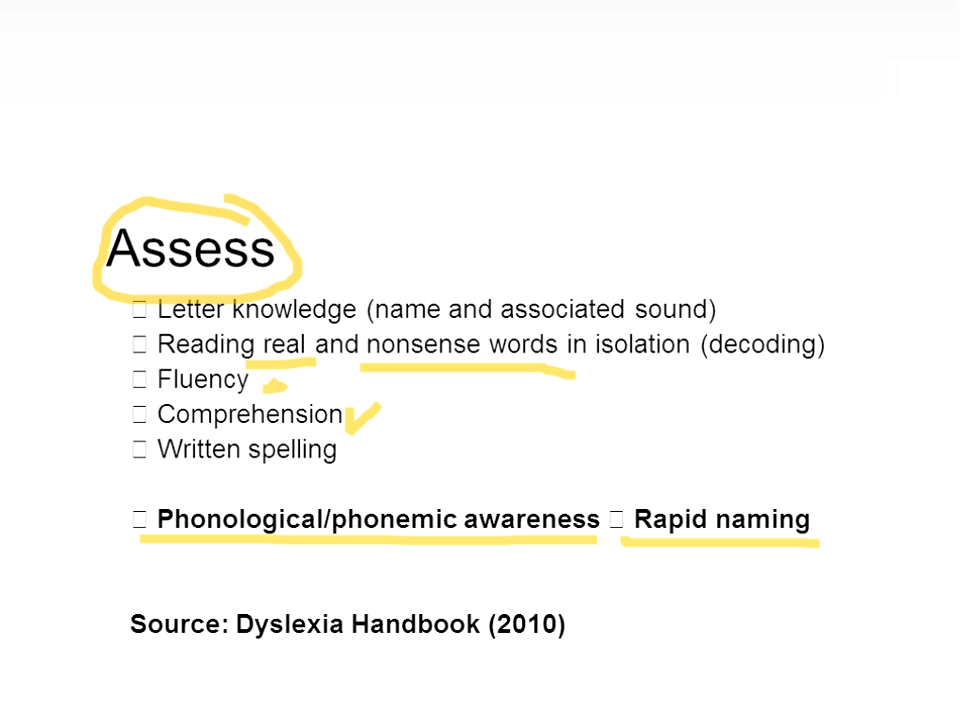 Assess
▯ Letter knowledge (name and associated sound)
▯ Reading real and nonsense words in isolation (decoding)
▯ Fluency
▯ Comprehension
▯ Written spelling
▯ Phonological/phonemic awareness ▯ Rapid naming
Source: Dyslexia Handbook (2010)